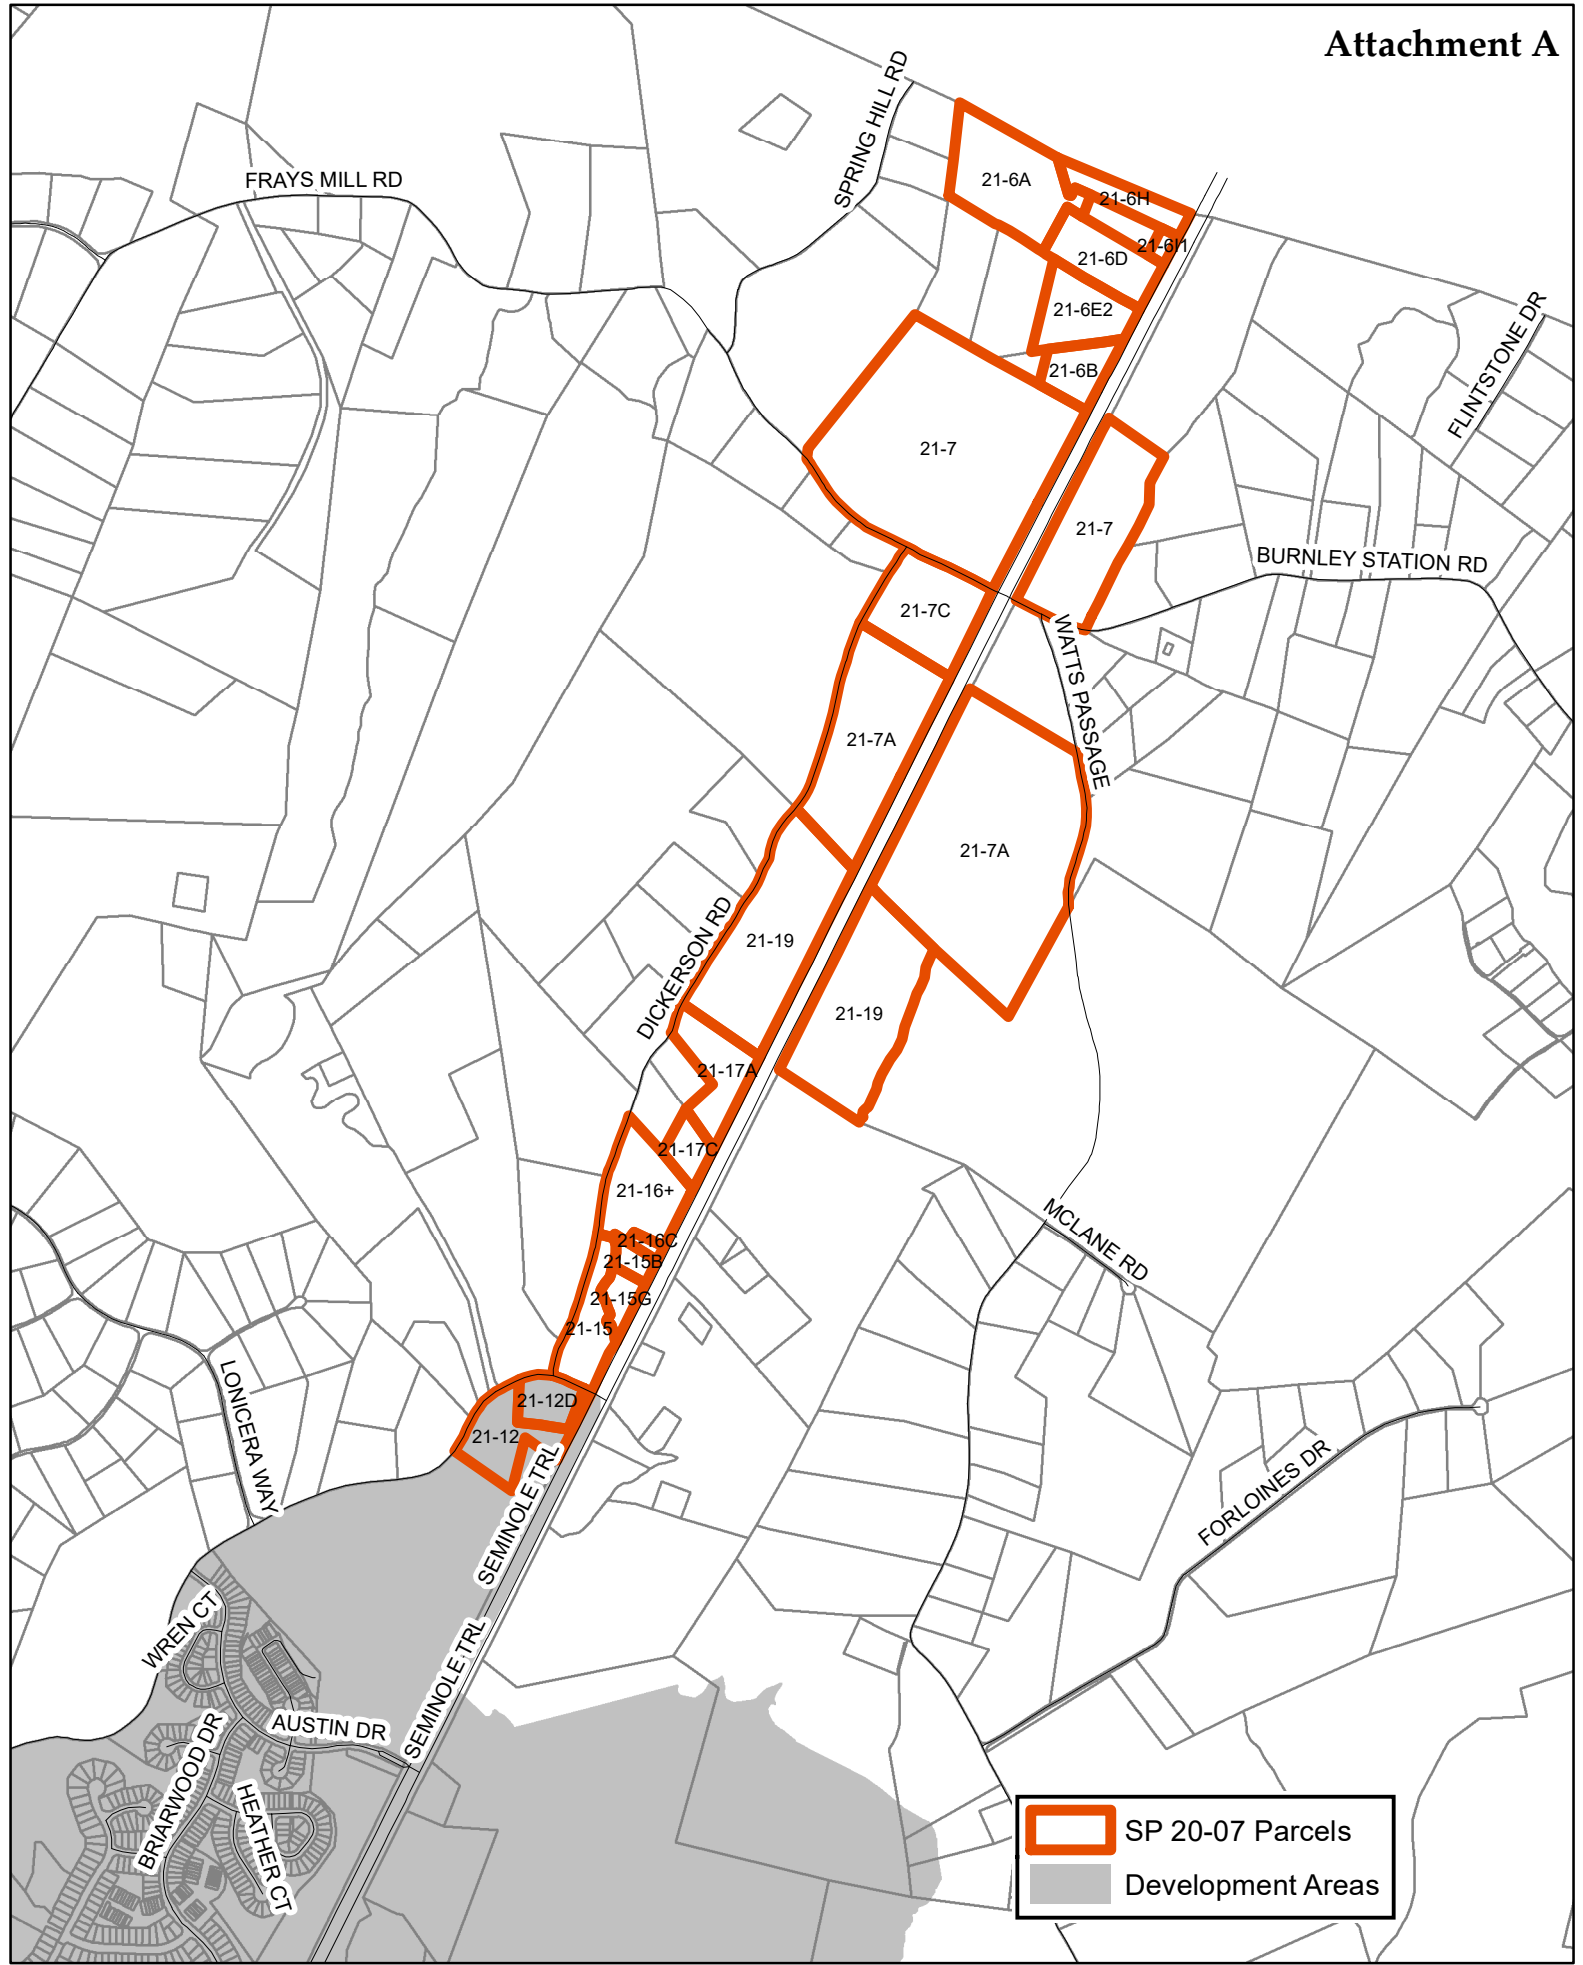 Attachment A
SPRING HILL RD
FRAYS MILL RD
21-6A
21-6H
21-6I1
21-6D
21-6E2
21-6B
FLINTSTONE DR
21-7
21-7
BURNLEY STATION RD
21-7C
WATTS PASSAGE
21-7A
21-7A
DICKERSON RD
21-19
21-19
21-17A
21-17C
21-16+
21-16C
21-15B
21-15G
21-15
MCLANE RD
LONICERA WAY
21-12D
21-12
SEMINOLE TRL
FORLOINES DR
WREN CT
SEMINOLE TRL
AUSTIN DR
BRIARWOOD DR
HEATHER CT
SP 20-07 Parcels
Development Areas